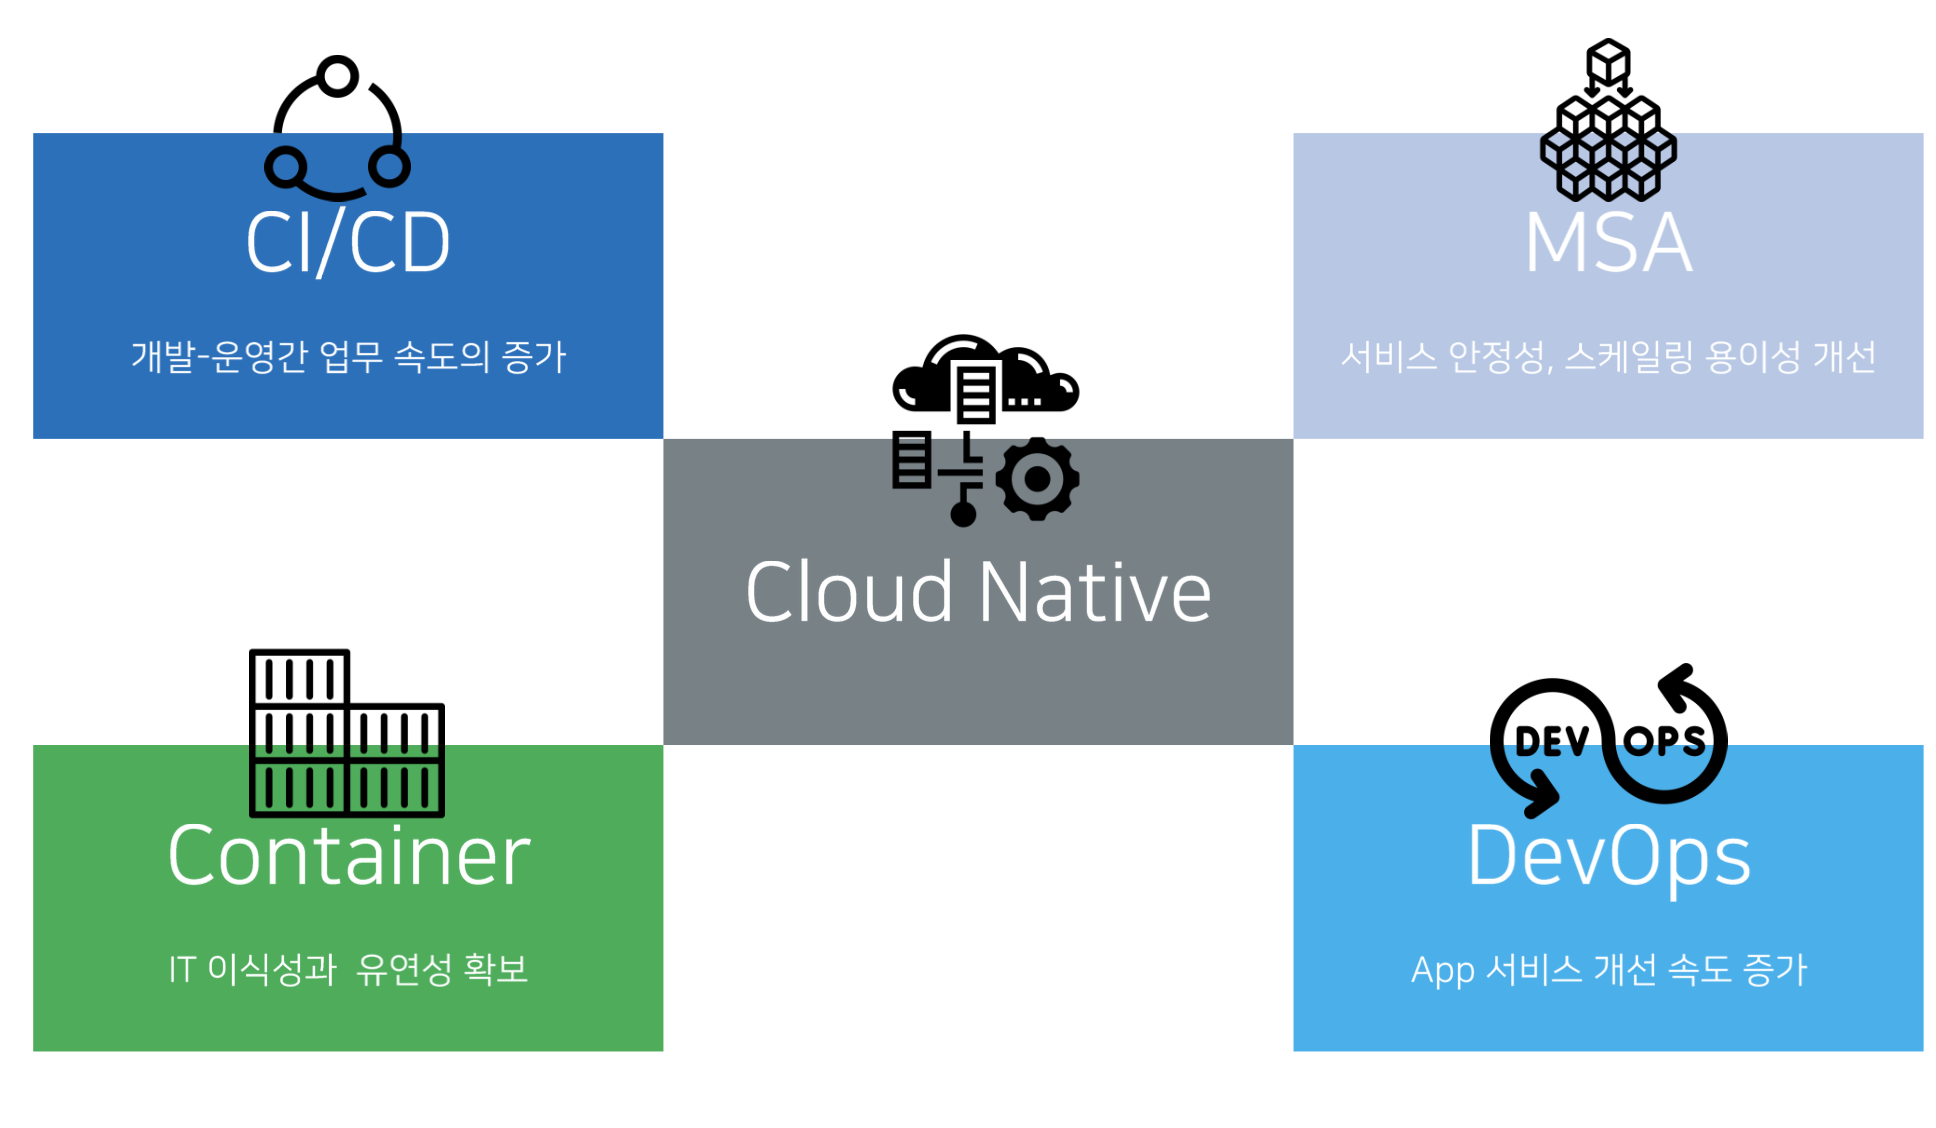 CI/CD
개발-운영간 업무 속도의 증가
MSA
서비스 안정성, 스케일링 용이성 개선
Cloud Native
Container
IT 이식성과  유연성 확보
DEV OPS
DevOps
App 서비스 개선 속도 증가